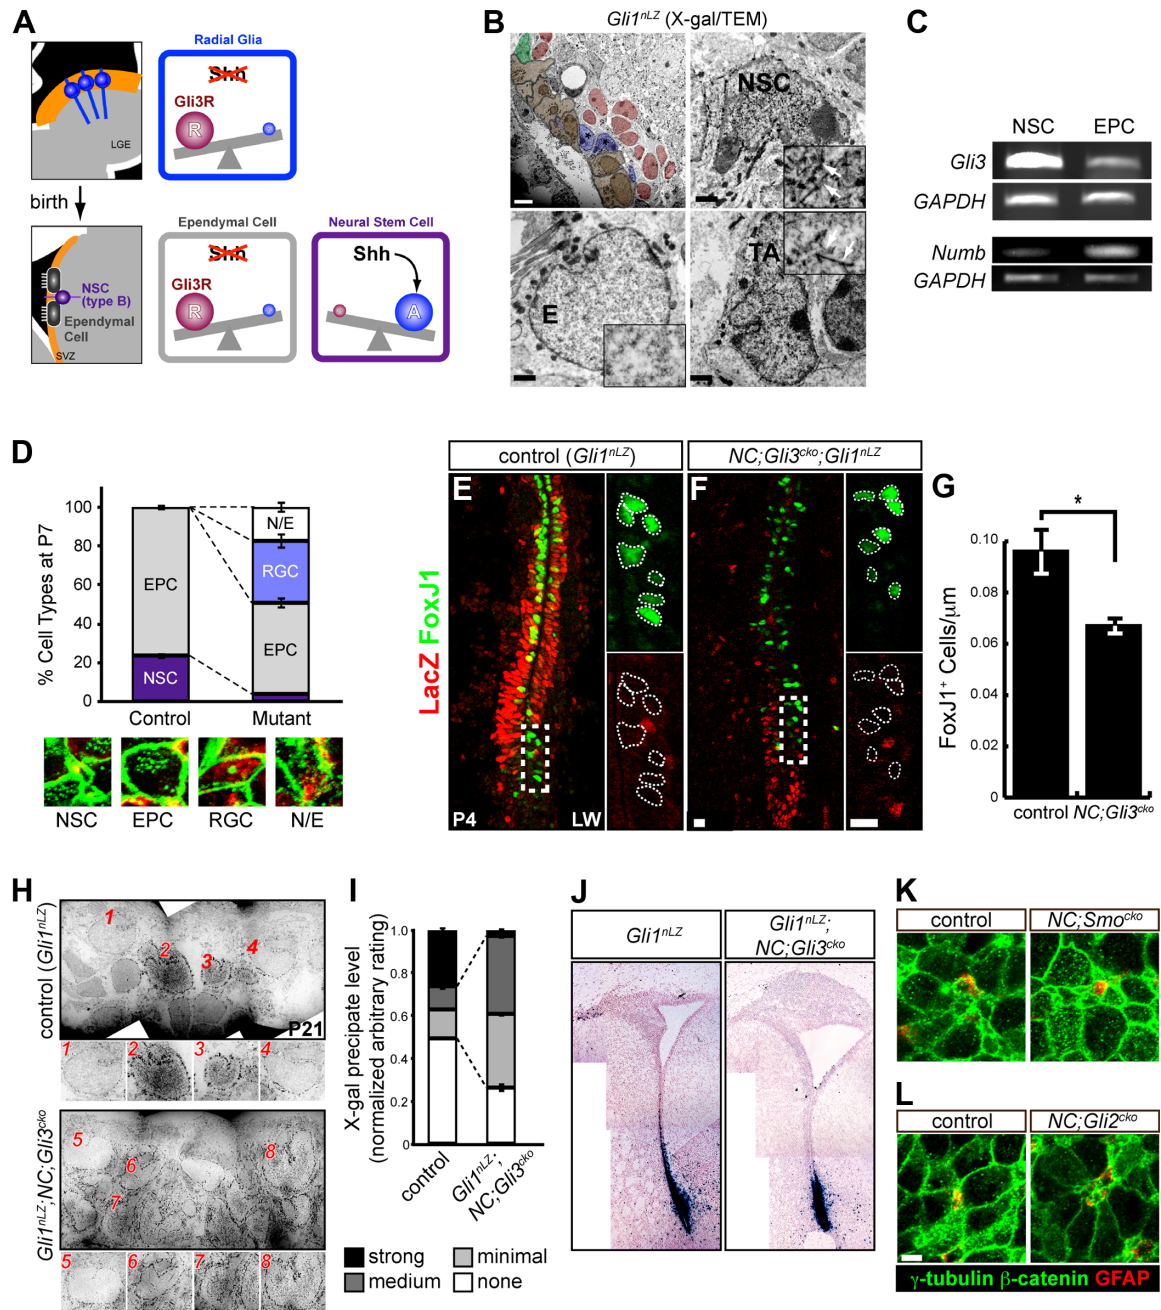 A
Radial Glia
Shh
Gli3R
R
LGE
birth
Ependymal Cell
Neural Stem Cell
Shh
Gli3R
R
Shh
A
NSC
(type B)
Ependymal
Cell
SVZ
B
Gli1nLZ (X-gal/TEM)
NSC
E
TA
C
NSC EPC
Gli3
GAPDH
Numb
GAPDH
D
% Cell Types at P7
100
80
60
40
20
0
EPC
NSC
N/E
RGC
EPC
Control Mutant
NSC EPC RGC N/E
control (Gli1nLZ)
NC;Gli3cko;Gli1nLZ
LacZ FoxJ1
E
P4 LW
F
G
*
FoxJ1+ Cells/μm
0.10
0.08
0.06
0.04
0.02
0
control NC;Gli3cko
H
control (Gli1nLZ)
1
2
3
4
P21
1 2 3 4
Gli1nLZ;NC;Gli3cko
5
6
7
8
5 6 7 8
I
X-gal precipate level
(normalized arbitrary rating)
1.0
0.8
0.6
0.4
0.2
0
control
Gli1nLZ;
NC;Gli3cko
strong
medium
minimal
none
J
Gli1nLZ
Gli1nLZ;
NC;Gli3cko
K
control
NC;Smocko
L
control
NC;Gli2cko
γ-tubulin β-catenin GFAP